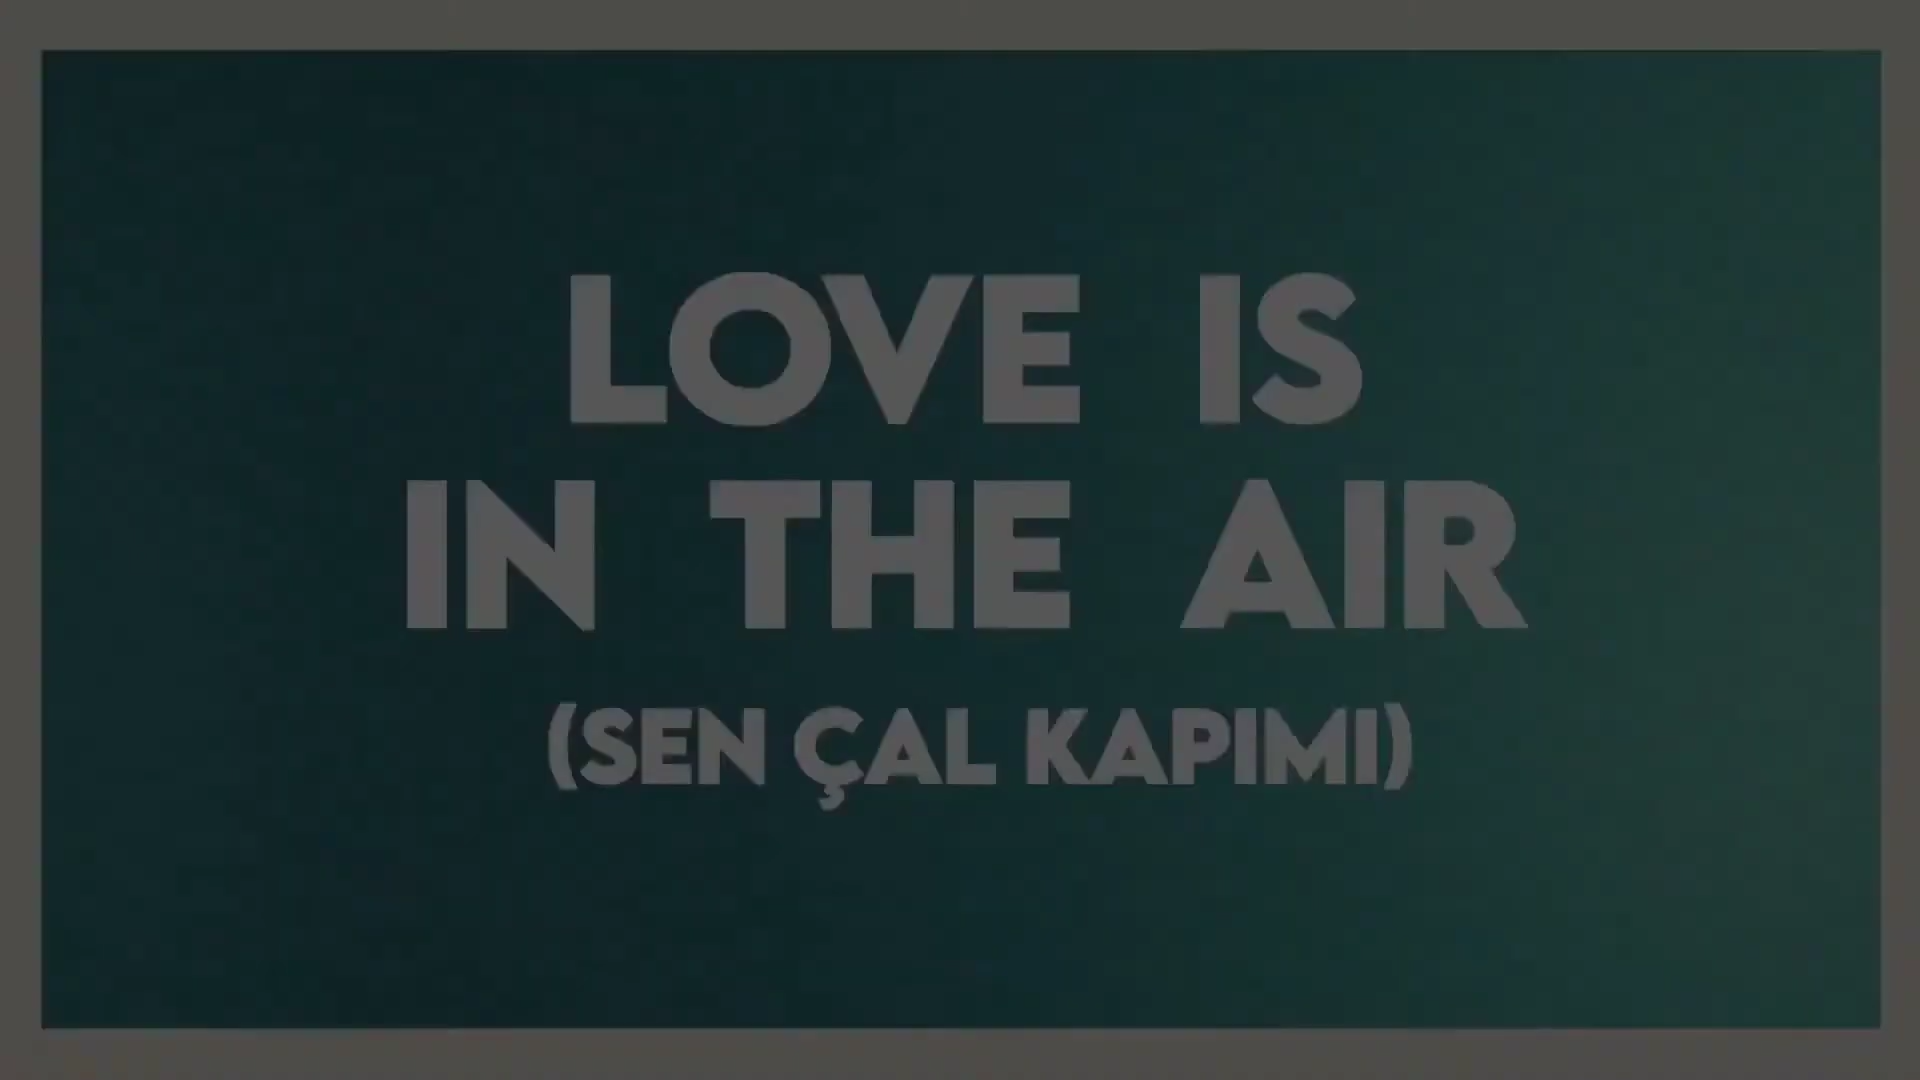 LOVE IS
IN THE AIR
(SEN ÇAL KAPIMI)